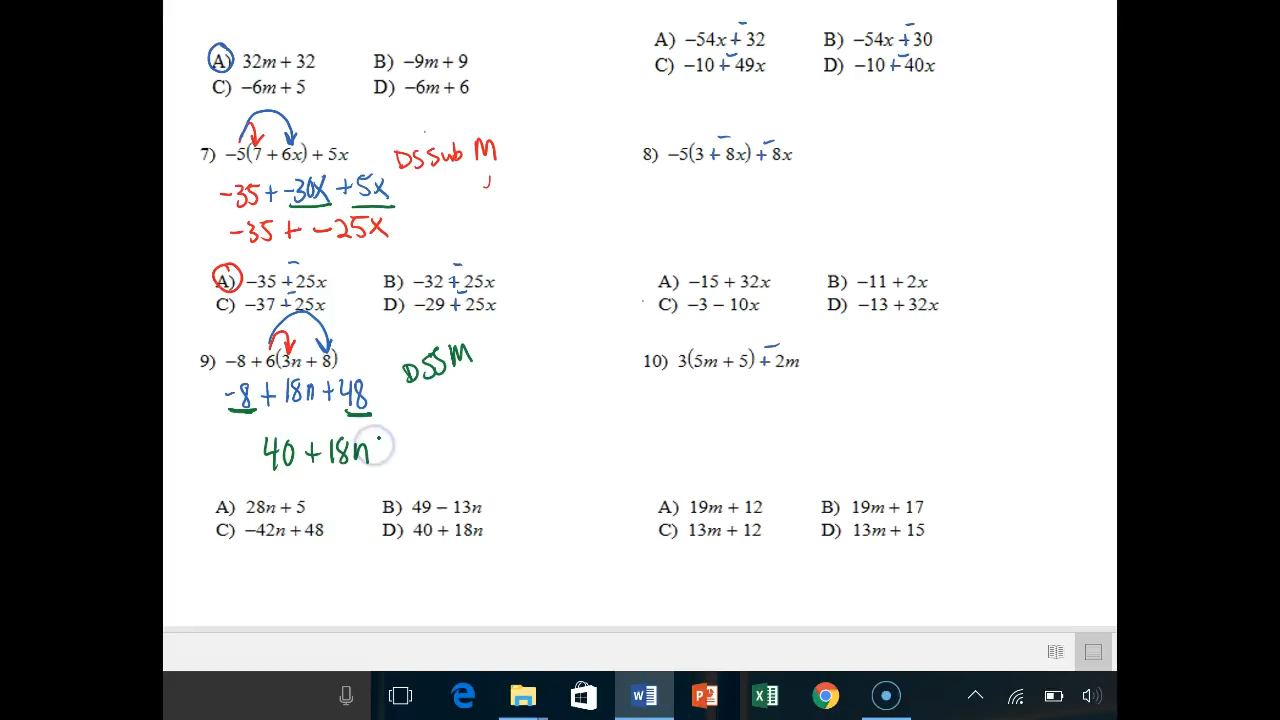 A) −54x + − 32 B) −54x + − 30
A) 32m + 32 B) −9m + 9
C) −10 + − 49x D) −10 + − 40x
C) −6m + 5 D) −6m + 6
7) −5(7 + 6x) + 5x DSSub M
8) −5(3 + − 8x) + − 8x
-35 + -30x + 5x
-35 + -25x
A) −35 + − 25x B) −32 + − 25x
A) −15 + 32x B) −11 + 2x
C) −37 + − 25x D) −29 + − 25x
C) −3 − 10x D) −13 + 32x
9) −8 + 6(3n + 8) DSSM
10) 3(5m + 5) + − 2m
-8 + 18n + 48
40 + 18n
A) 28n + 5 B) 49 − 13n
A) 19m + 12 B) 19m + 17
C) −42n + 48 D) 40 + 18n
C) 13m + 12 D) 13m + 15